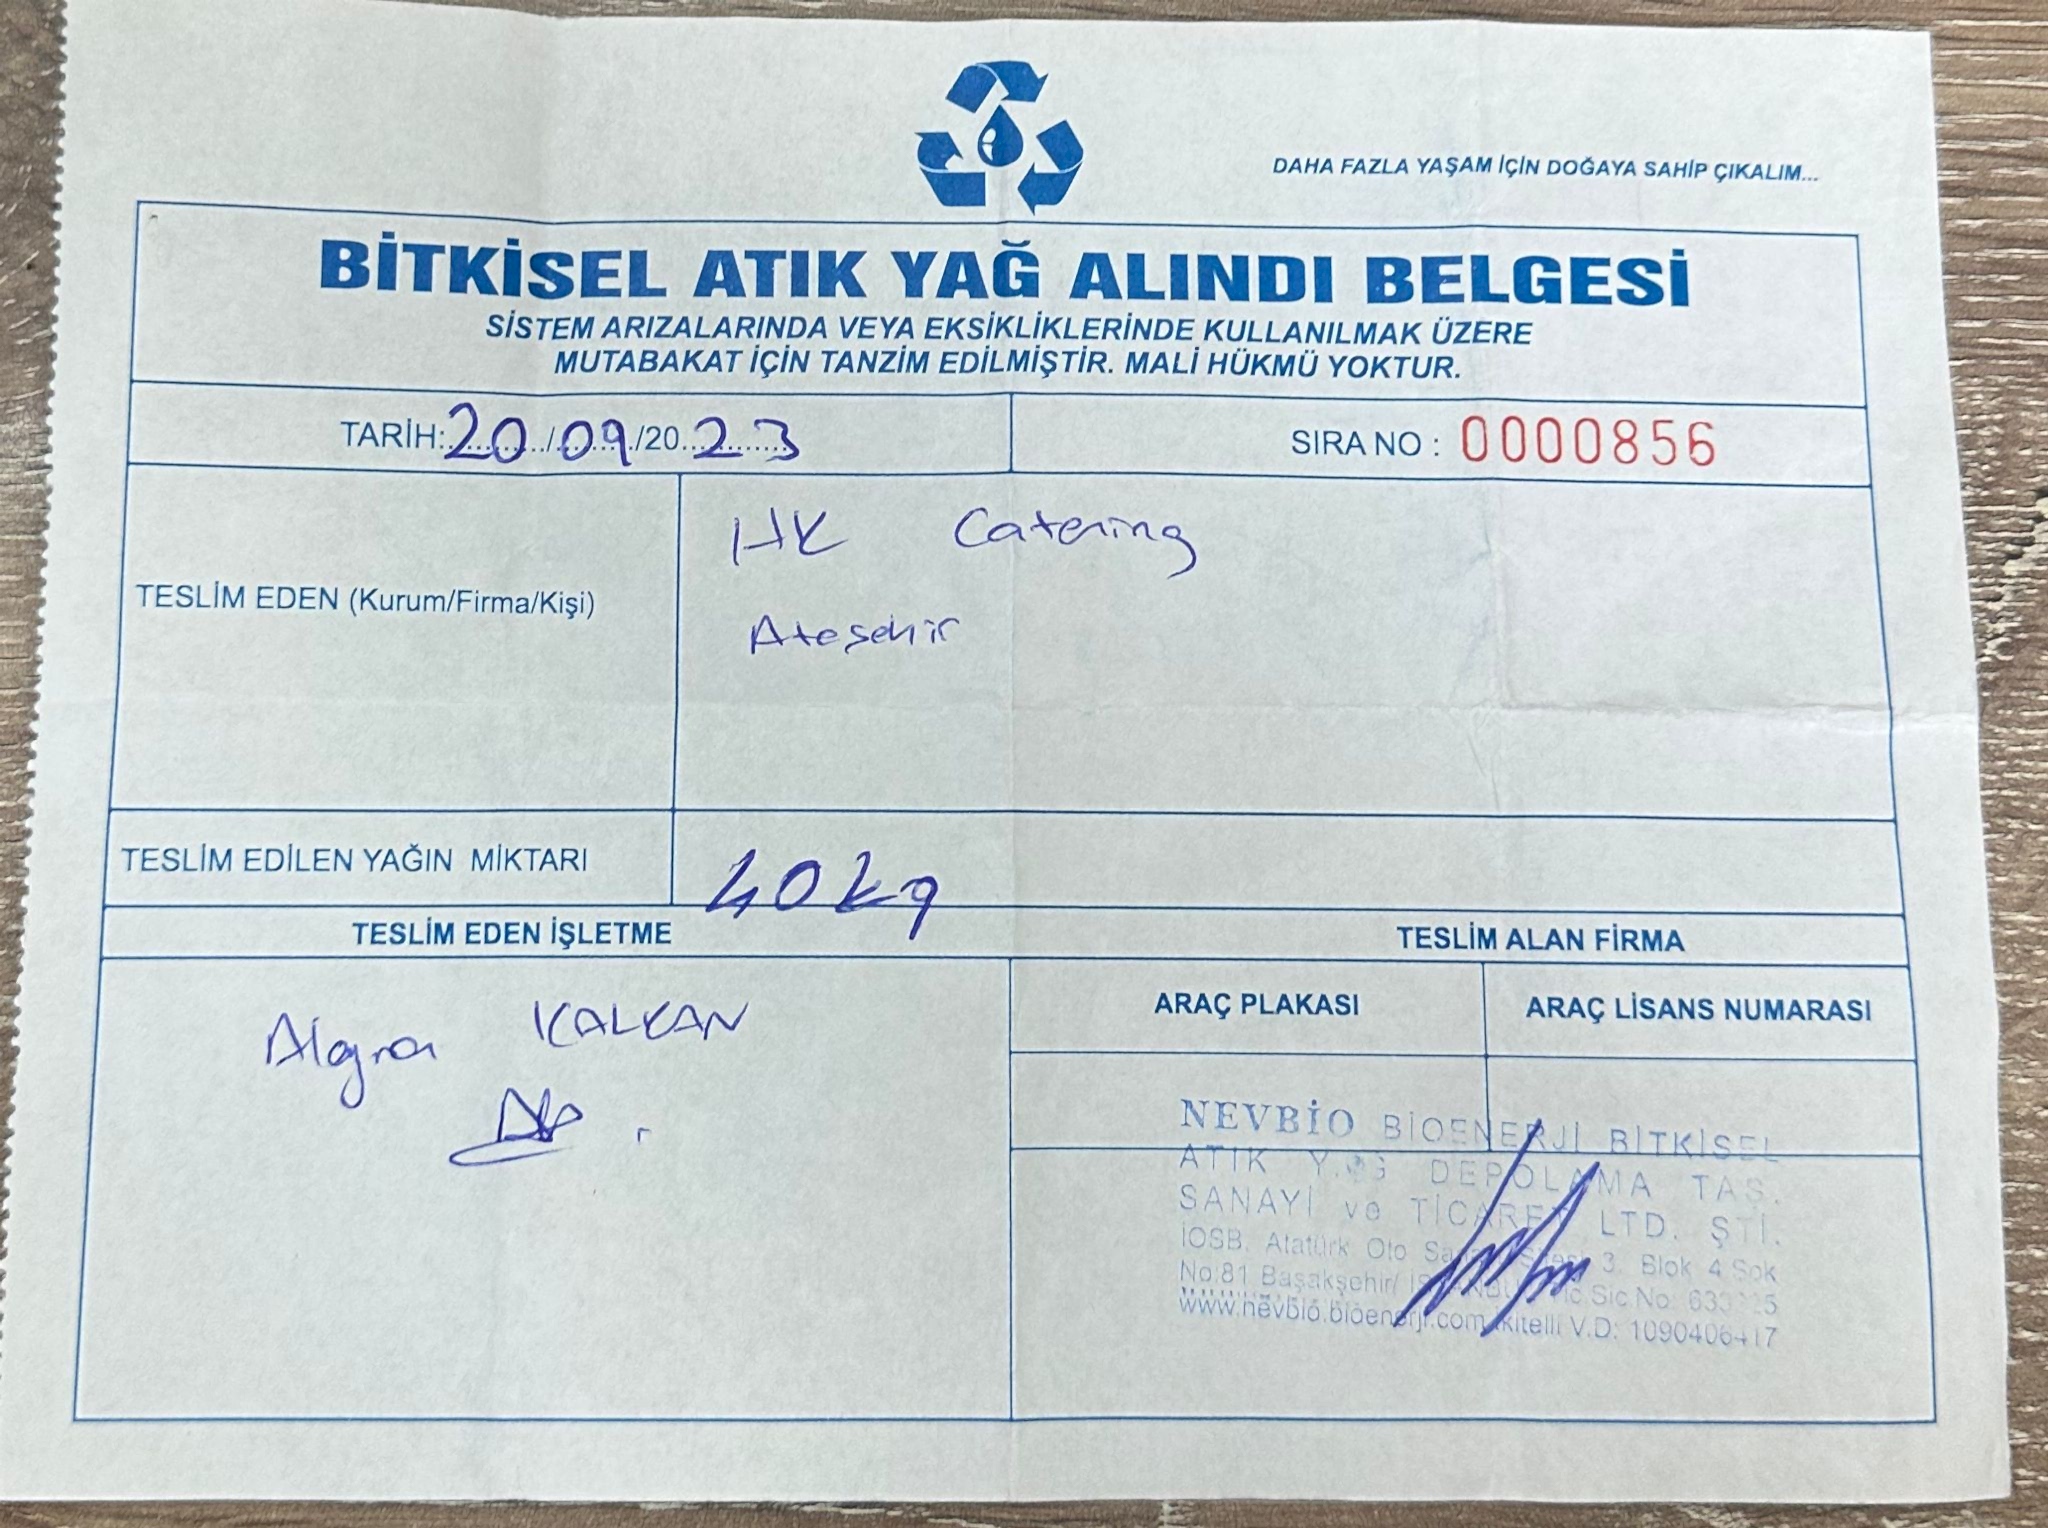 DAHA FAZLA YAŞAM İÇİN DOĞAYA SAHİP ÇIKALIM...
BİTKİSEL ATIK YAĞ ALINDI BELGESİ
SİSTEM ARIZALARINDA VEYA EKSİKLİKLERİNDE KULLANILMAK ÜZERE
MUTABAKAT İÇİN TANZİM EDİLMİŞTİR. MALİ HÜKMÜ YOKTUR.
TARİH: 20/09/2023 SIRA NO : 0000856
HK Catering
TESLİM EDEN (Kurum/Firma/Kişi)
Ateşehir
TESLİM EDİLEN YAĞIN MİKTARI 40 kg
TESLİM EDEN İŞLETME TESLİM ALAN FİRMA
ARAÇ PLAKASI ARAÇ LİSANS NUMARASI
KALKAN
NEVBİO BİOENERJİ BİTKİSEL
ATIK YAĞ DEPOLAMA TAŞ.
SANAYİ ve TİCARET LTD. ŞTİ.
İOSB. Atatürk Oto 3. Blok 4 Sok
No:81 Başakşehir/ Sic.No:
www.nevbio.bioenerji.com İkitelli V.D: